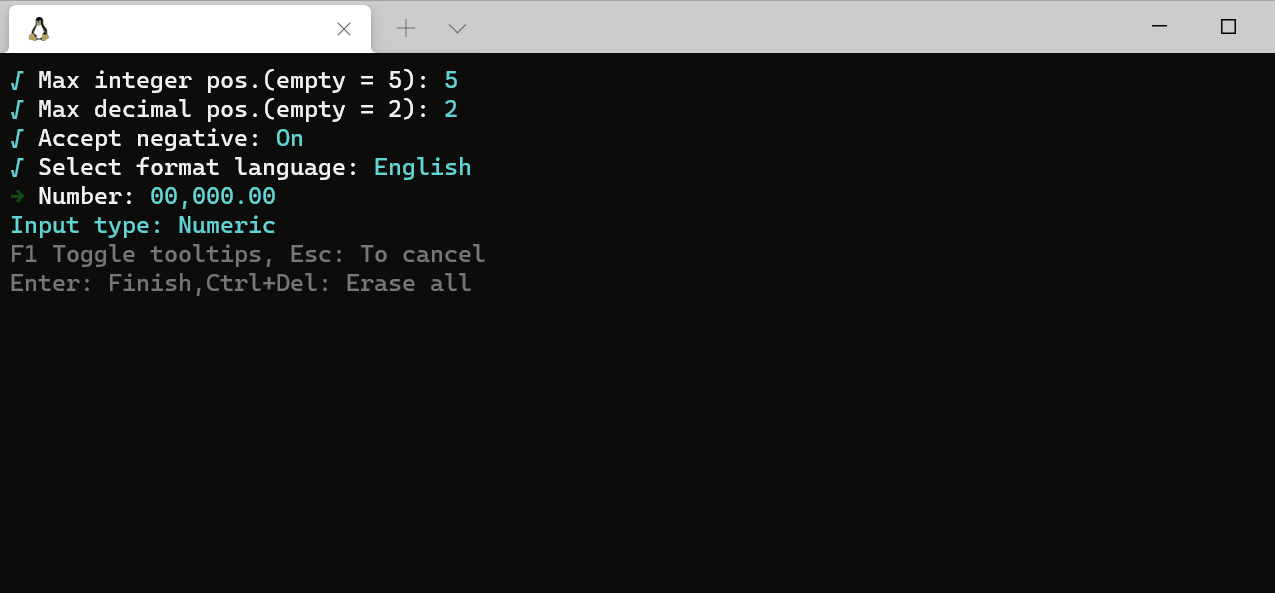 √ Max integer pos.(empty = 5): 5
√ Max decimal pos.(empty = 2): 2
√ Accept negative: On
√ Select format language: English
→ Number: 00,000.00
Input type: Numeric
F1 Toggle tooltips, Esc: To cancel
Enter: Finish,Ctrl+Del: Erase all